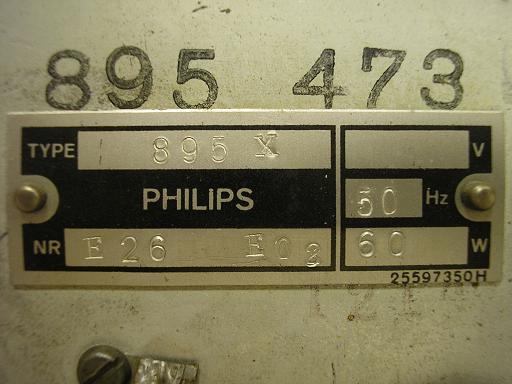 895 473
TYPE 895 X V
PHILIPS 50 Hz
NR E26 E02 60 W
25597350H